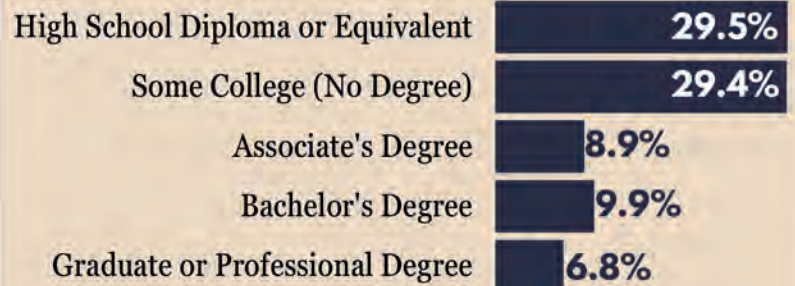 High School Diploma or Equivalent 29.5%
Some College (No Degree) 29.4%
Associate's Degree 8.9%
Bachelor's Degree 9.9%
Graduate or Professional Degree 6.8%